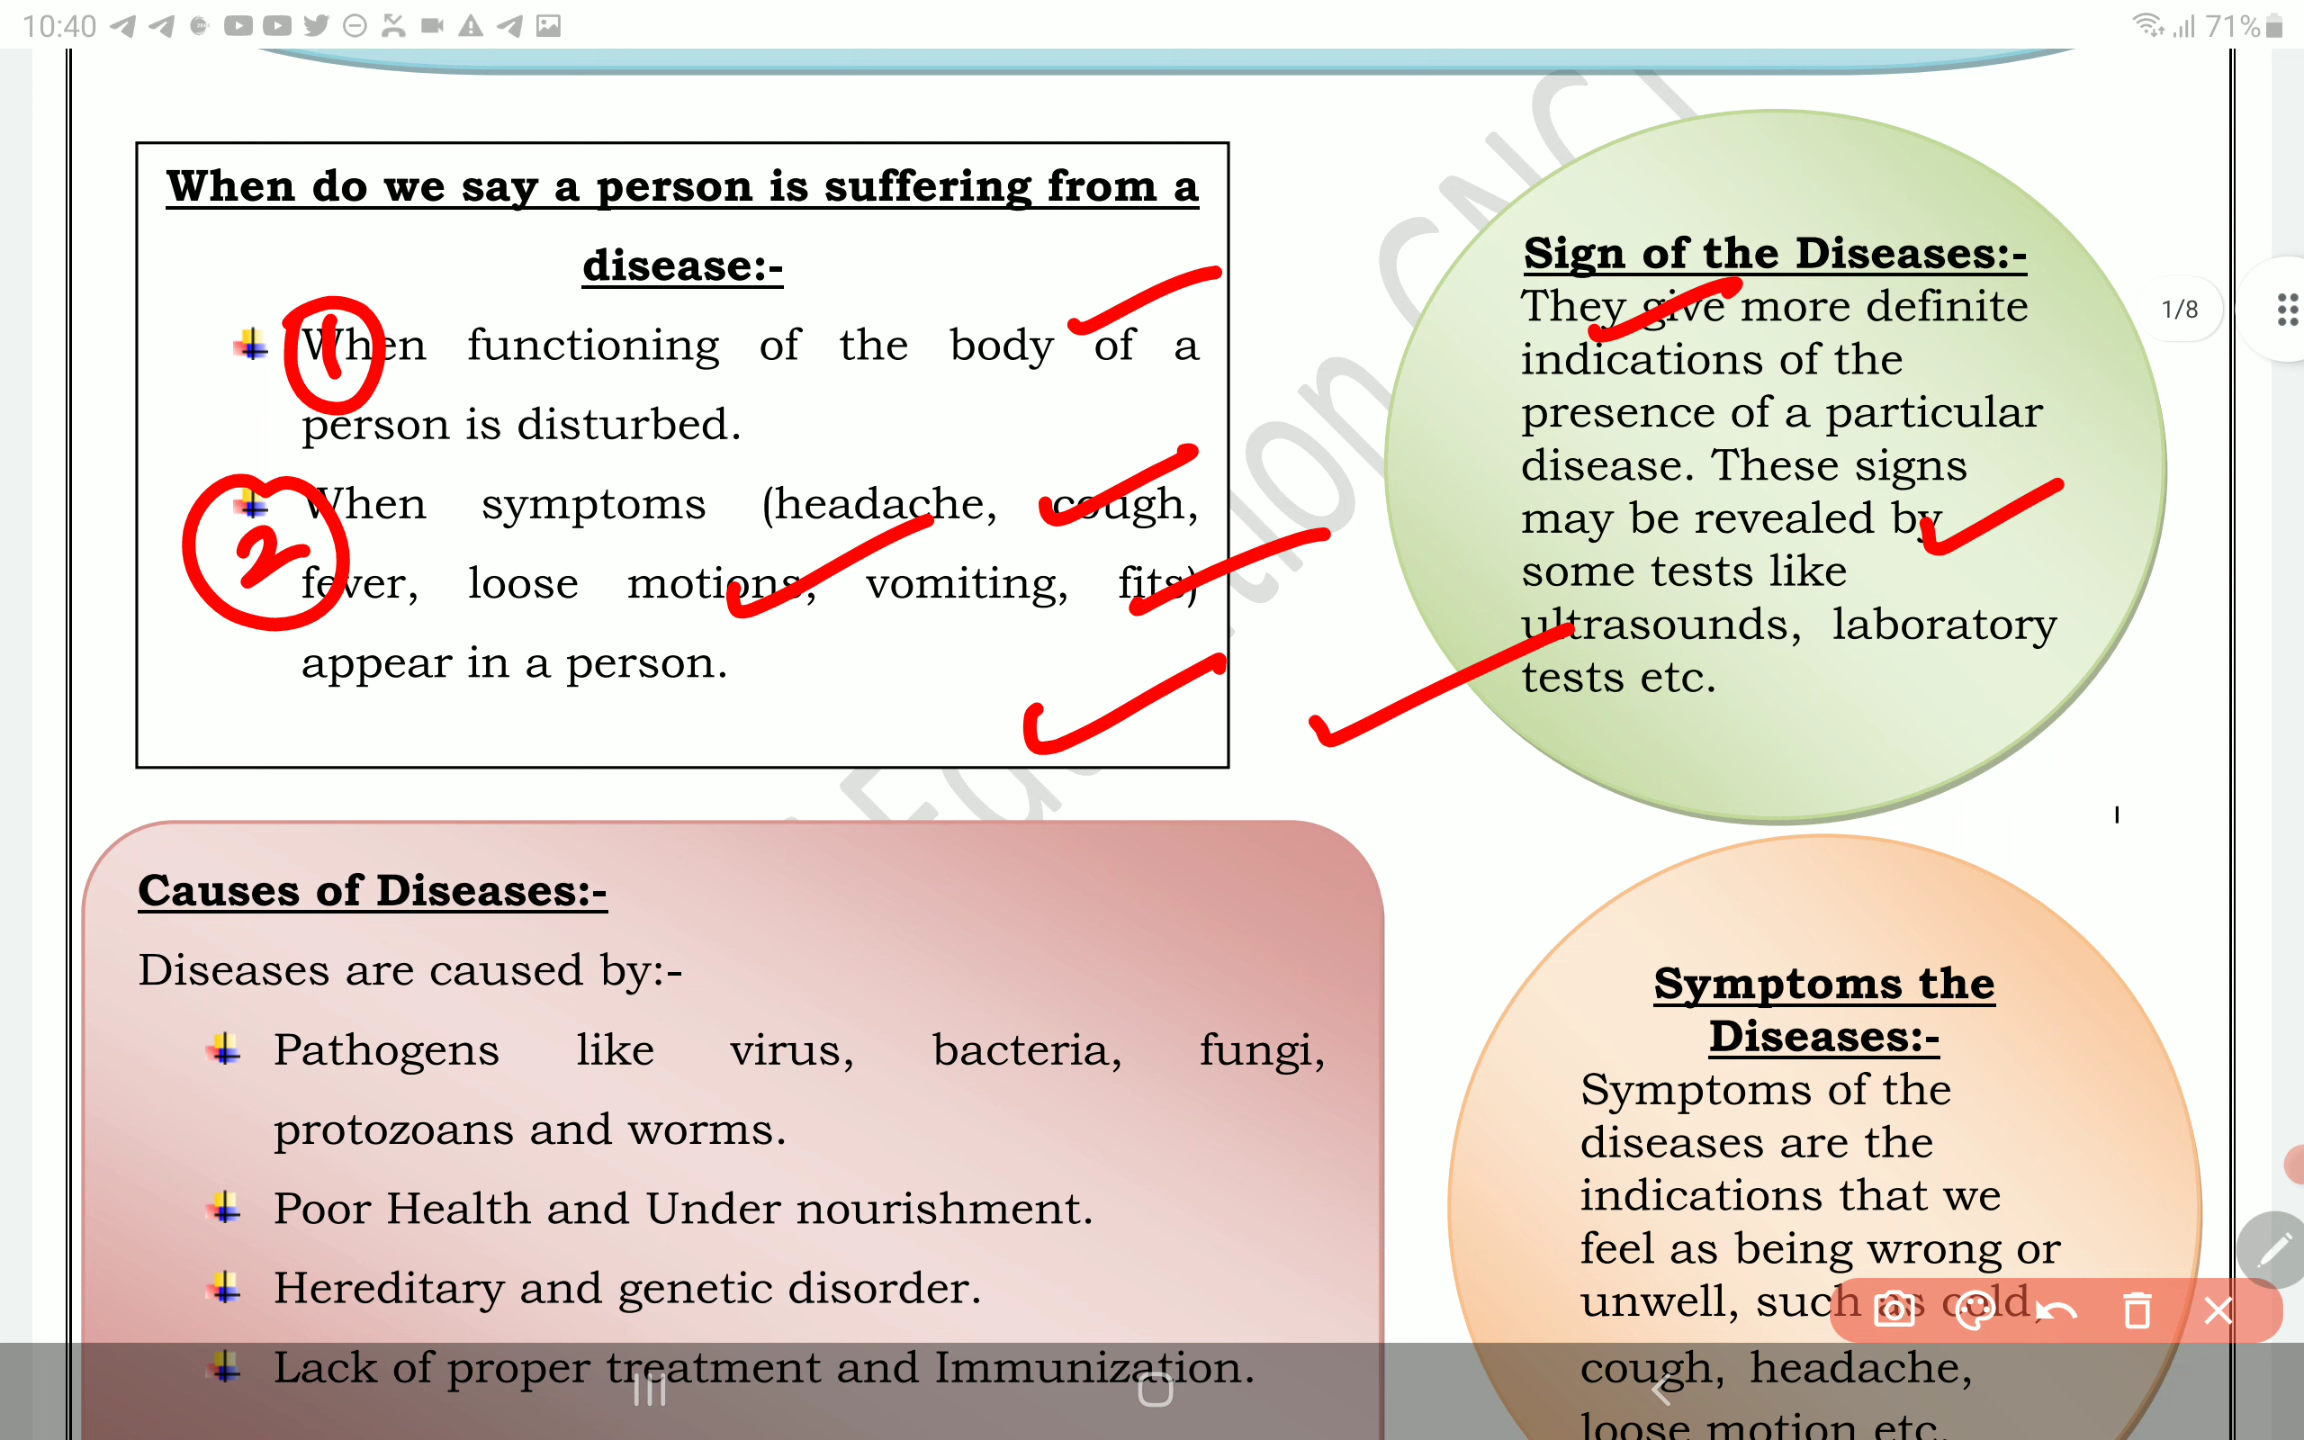 10:40
71%
When do we say a person is suffering from a
disease:-
When functioning of the body of a
person is disturbed.
When symptoms (headache, cough,
fever, loose motions, vomiting, fits)
appear in a person.
1
2
Sign of the Diseases:-
They give more definite
indications of the
presence of a particular
disease. These signs
may be revealed by
some tests like
ultrasounds, laboratory
tests etc.
1/8
Causes of Diseases:-
Diseases are caused by:-
Pathogens like virus, bacteria, fungi,
protozoans and worms.
Poor Health and Under nourishment.
Hereditary and genetic disorder.
Lack of proper treatment and Immunization.
Symptoms the
Diseases:-
Symptoms of the
diseases are the
indications that we
feel as being wrong or
unwell, such as cold,
cough, headache,
loose motion etc.